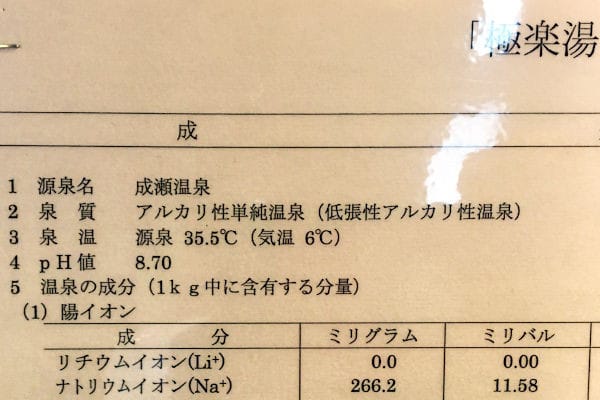 「極楽湯
成
1 源泉名 成瀬温泉
2 泉 質 アルカリ性単純温泉（低張性アルカリ性温泉）
3 泉 温 源泉 35.5℃（気温 6℃）
4 pH値 8.70
5 温泉の成分（1kg中に含有する分量）
(1) 陽イオン
成 分 ミリグラム ミリバル
リチウムイオン(Li⁺) 0.0 0.00
ナトリウムイオン(Na⁺) 266.2 11.58